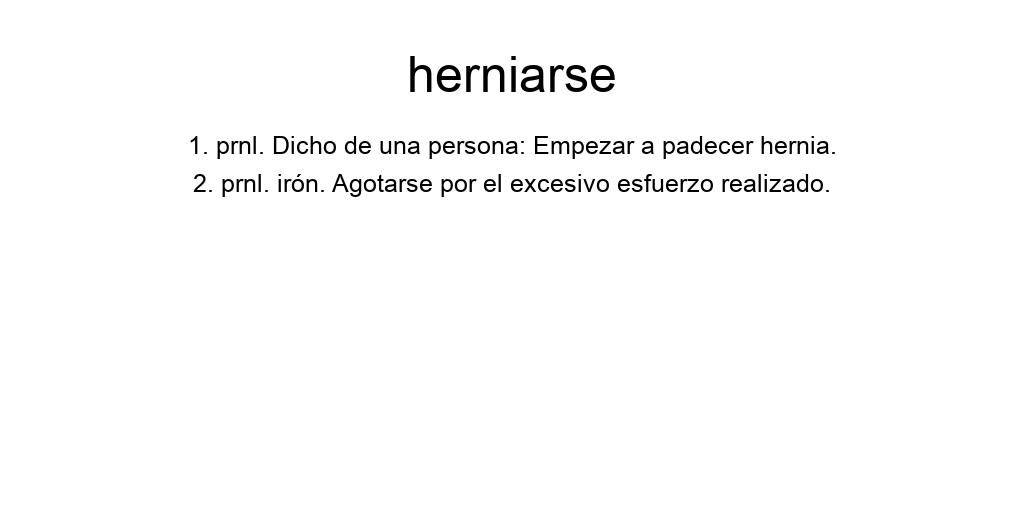 herniarse
1. prnl. Dicho de una persona: Empezar a padecer hernia.
2. prnl. irón. Agotarse por el excesivo esfuerzo realizado.